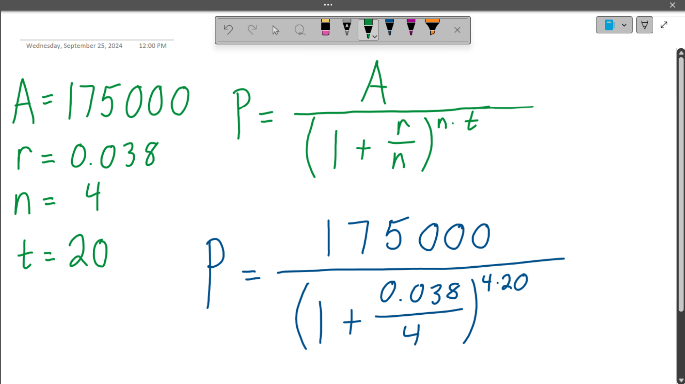 Wednesday, September 25, 2024 12:00 PM
A = 175000
r = 0.038
n = 4
t = 20
P = A / (1 + r/n)^(n · t)
P = 175000 / (1 + 0.038/4)^(4·20)